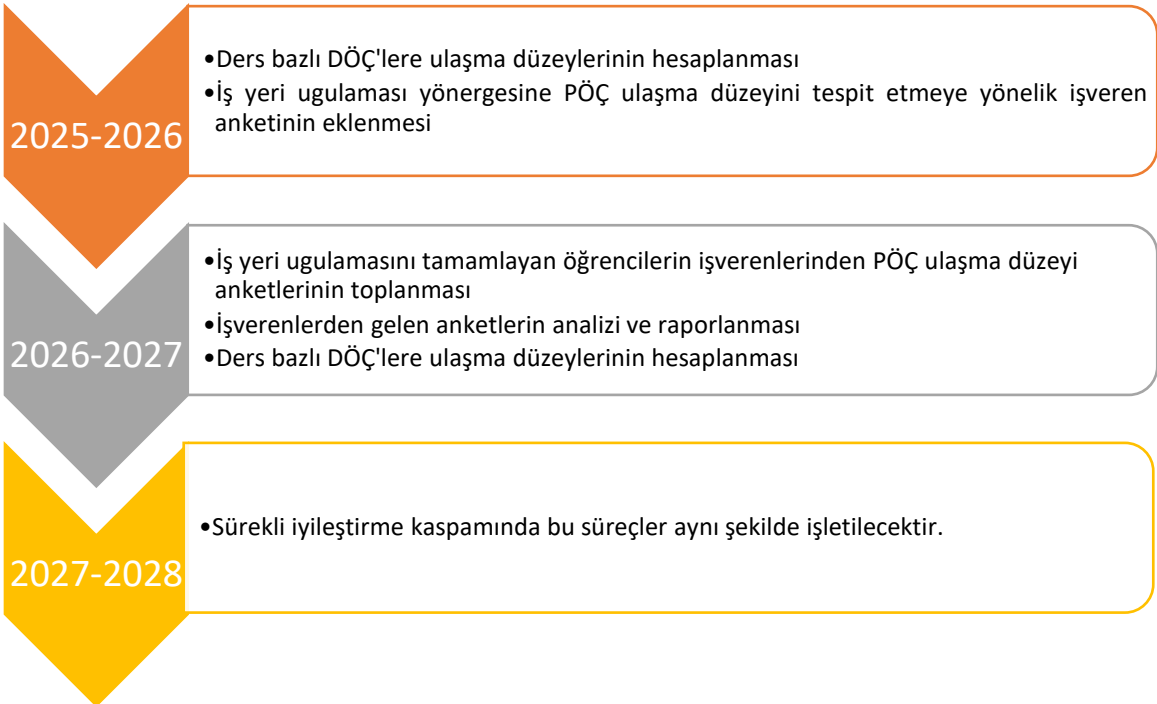 2025-2026
•Ders bazlı DÖÇ'lere ulaşma düzeylerinin hesaplanması
•İş yeri ugulaması yönergesine PÖÇ ulaşma düzeyini tespit etmeye yönelik işveren
anketinin eklenmesi
2026-2027
•İş yeri ugulamasını tamamlayan öğrencilerin işverenlerinden PÖÇ ulaşma düzeyi
anketlerinin toplanması
•İşverenlerden gelen anketlerin analizi ve raporlanması
•Ders bazlı DÖÇ'lere ulaşma düzeylerinin hesaplanması
2027-2028
•Sürekli iyileştirme kaspamında bu süreçler aynı şekilde işletilecektir.